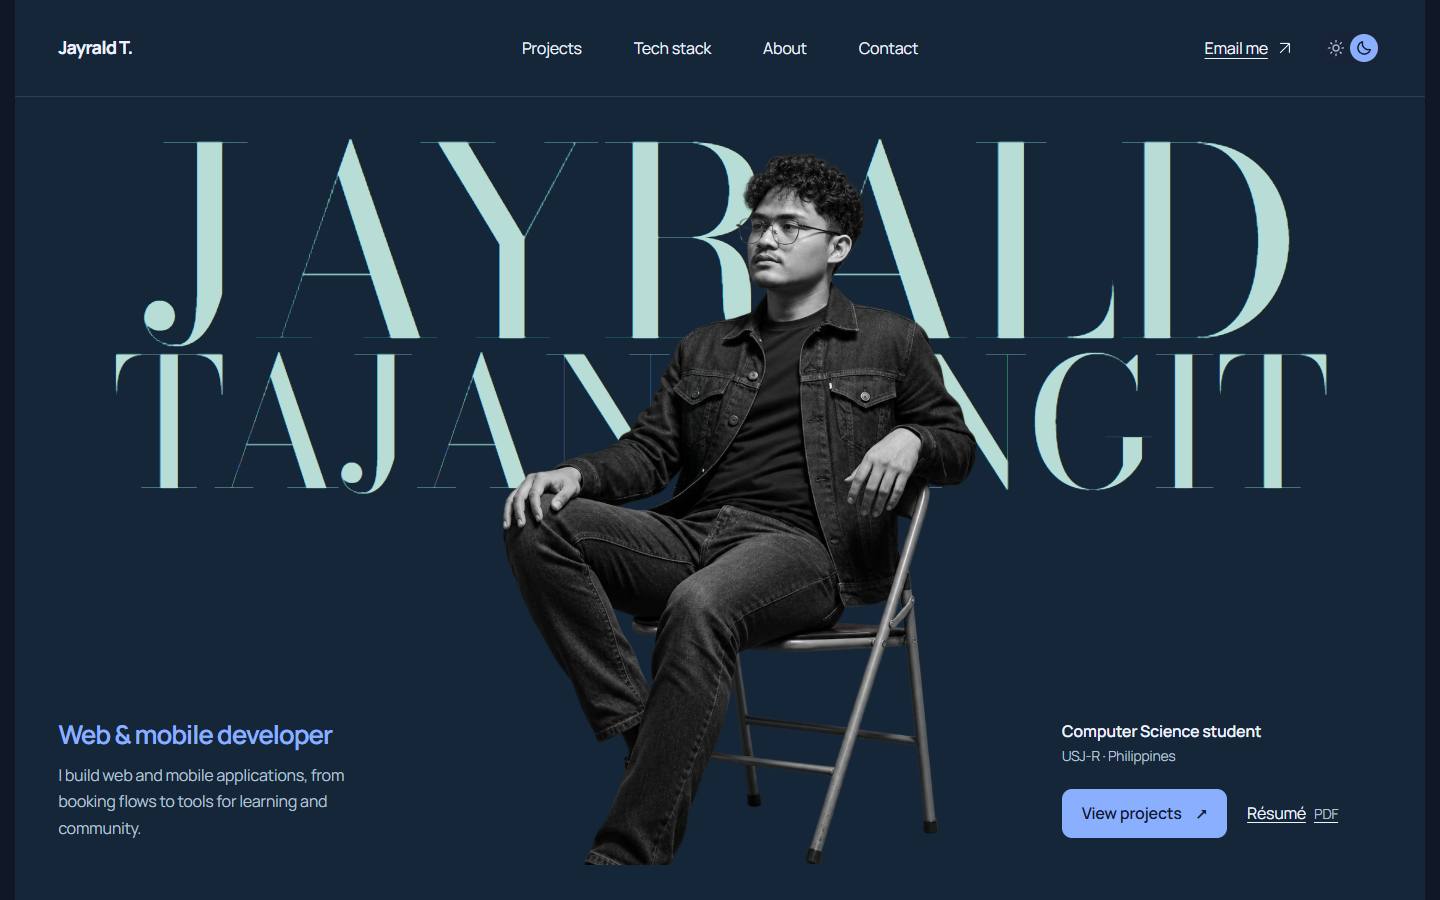 Jayrald T.
Projects
Tech stack
About
Contact
Email me
JAYRALD
Web & mobile developer
I build web and mobile applications, from
booking flows to tools for learning and
community.
Computer Science student
USJ-R · Philippines
View projects ↗
Résumé PDF